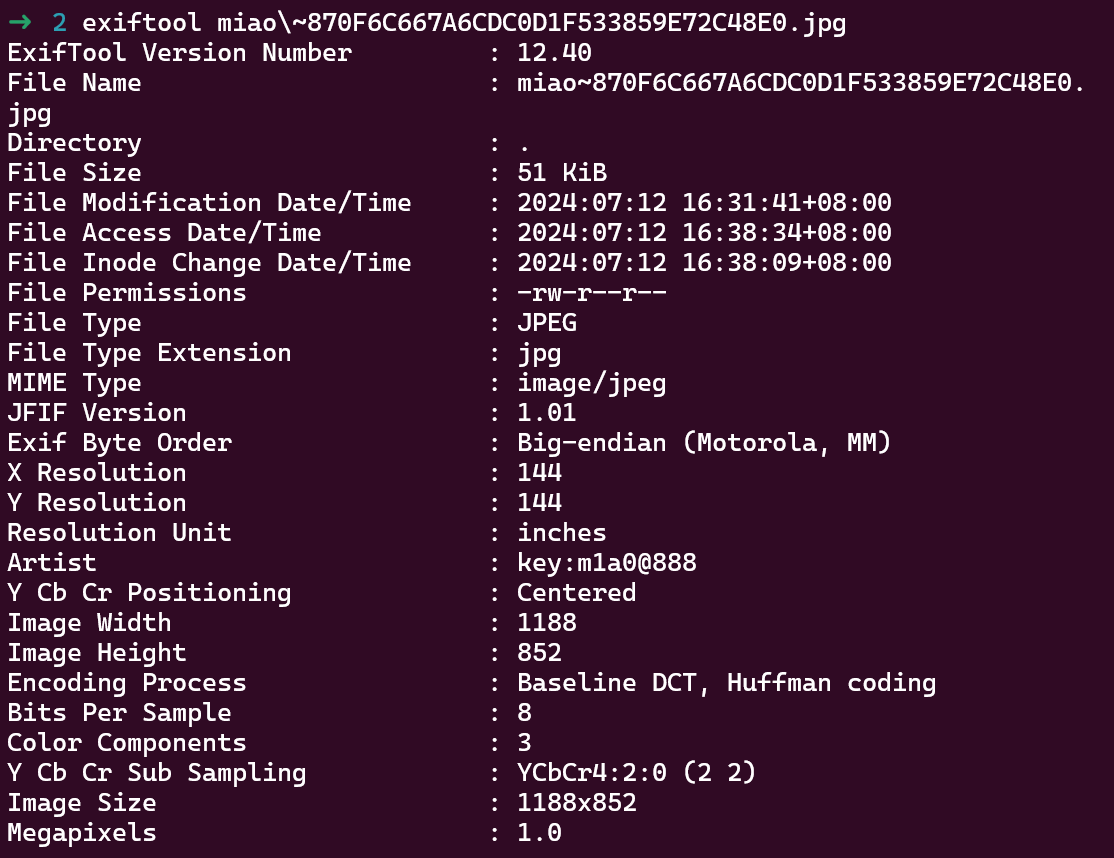 → 2 exiftool miao\~870F6C667A6CDC0D1F533859E72C48E0.jpg
ExifTool Version Number         : 12.40
File Name                       : miao~870F6C667A6CDC0D1F533859E72C48E0.
jpg
Directory                       : .
File Size                       : 51 KiB
File Modification Date/Time     : 2024:07:12 16:31:41+08:00
File Access Date/Time           : 2024:07:12 16:38:34+08:00
File Inode Change Date/Time     : 2024:07:12 16:38:09+08:00
File Permissions                : -rw-r--r--
File Type                       : JPEG
File Type Extension             : jpg
MIME Type                       : image/jpeg
JFIF Version                    : 1.01
Exif Byte Order                 : Big-endian (Motorola, MM)
X Resolution                    : 144
Y Resolution                    : 144
Resolution Unit                 : inches
Artist                          : key:m1a0@888
Y Cb Cr Positioning             : Centered
Image Width                     : 1188
Image Height                    : 852
Encoding Process                : Baseline DCT, Huffman coding
Bits Per Sample                 : 8
Color Components                : 3
Y Cb Cr Sub Sampling            : YCbCr4:2:0 (2 2)
Image Size                      : 1188x852
Megapixels                      : 1.0